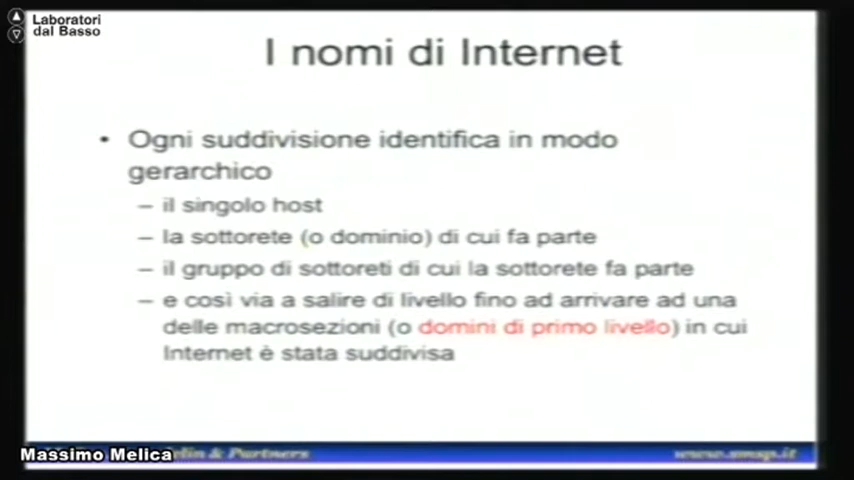 Laboratori
dal Basso
I nomi di Internet
• Ogni suddivisione identifica in modo
gerarchico
– il singolo host
– la sottorete (o dominio) di cui fa parte
– il gruppo di sottoreti di cui la sottorete fa parte
– e così via a salire di livello fino ad arrivare ad una
delle macrosezioni (o domini di primo livello) in cui
Internet è stata suddivisa
Massimo Melica
& Partners